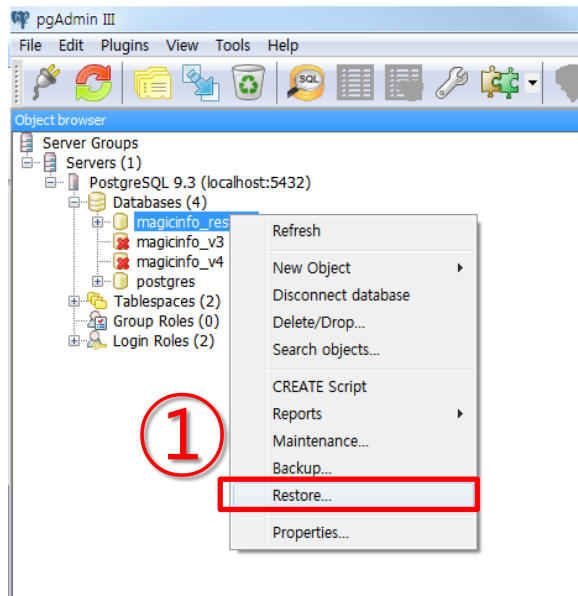 pgAdmin III
File Edit Plugins View Tools Help
SQL
Object browser
Server Groups
Servers (1)
PostgreSQL 9.3 (localhost:5432)
Databases (4)
magicinfo_res
magicinfo_v3
magicinfo_v4
postgres
Tablespaces (2)
Group Roles (0)
Login Roles (2)
Refresh
New Object
Disconnect database
Delete/Drop...
Search objects...
CREATE Script
Reports
Maintenance...
Backup...
Restore...
Properties...
①